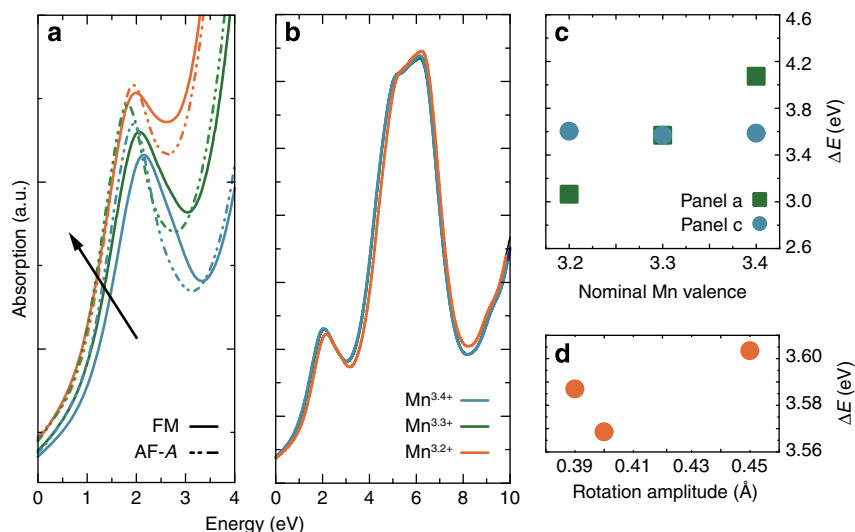 a
Absorption (a.u.)
FM
AF-A
0 1 2 3 4
b
Mn3.4+
Mn3.3+
Mn3.2+
0 2 4 6 8 10
Energy (eV)
c
4.6
4.2
3.8
3.4
3.0
2.6
ΔE (eV)
Panel a
Panel c
3.2 3.3 3.4
Nominal Mn valence
d
3.60
3.58
3.56
ΔE (eV)
0.39 0.41 0.43 0.45
Rotation amplitude (Å)